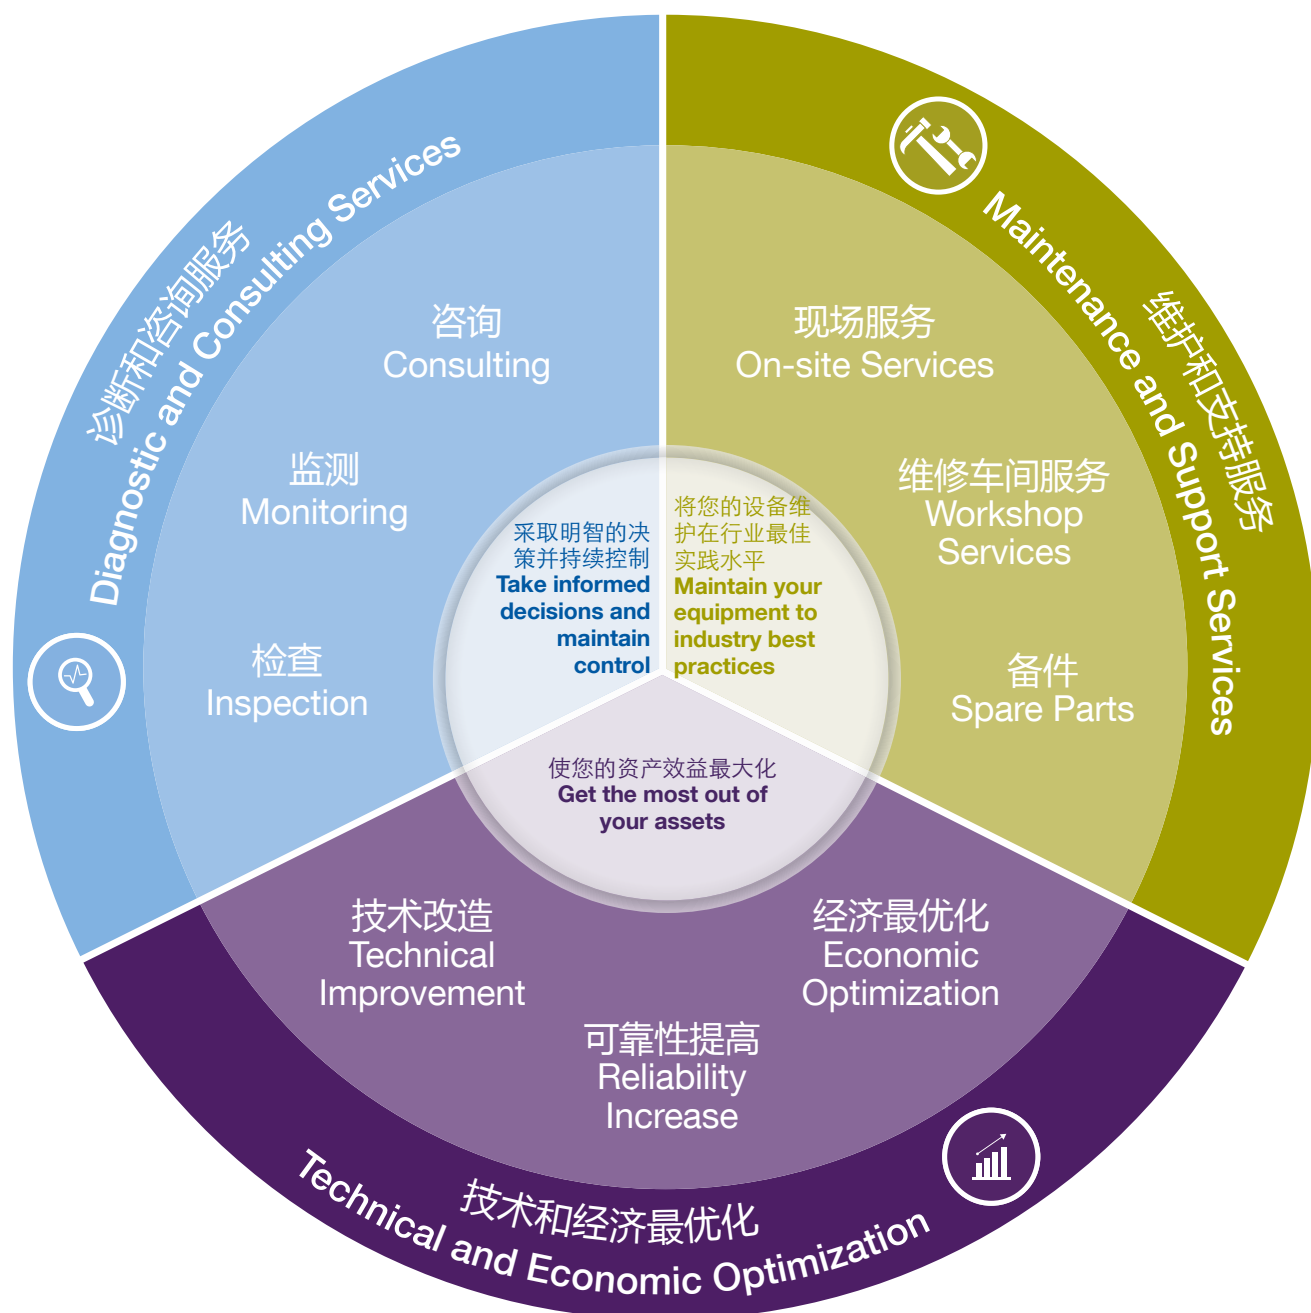 诊断和咨询服务
Diagnostic and Consulting Services
咨询
Consulting
监测
Monitoring
检查
Inspection
采取明智的决
策并持续控制
Take informed
decisions and
maintain
control
维护和支持服务
Maintenance and Support Services
现场服务
On-site Services
维修车间服务
Workshop
Services
备件
Spare Parts
将您的设备维
护在行业最佳
实践水平
Maintain your
equipment to
industry best
practices
使您的资产效益最大化
Get the most out of
your assets
技术改造
Technical
Improvement
可靠性提高
Reliability
Increase
经济最优化
Economic
Optimization
技术和经济最优化
Technical and Economic Optimization